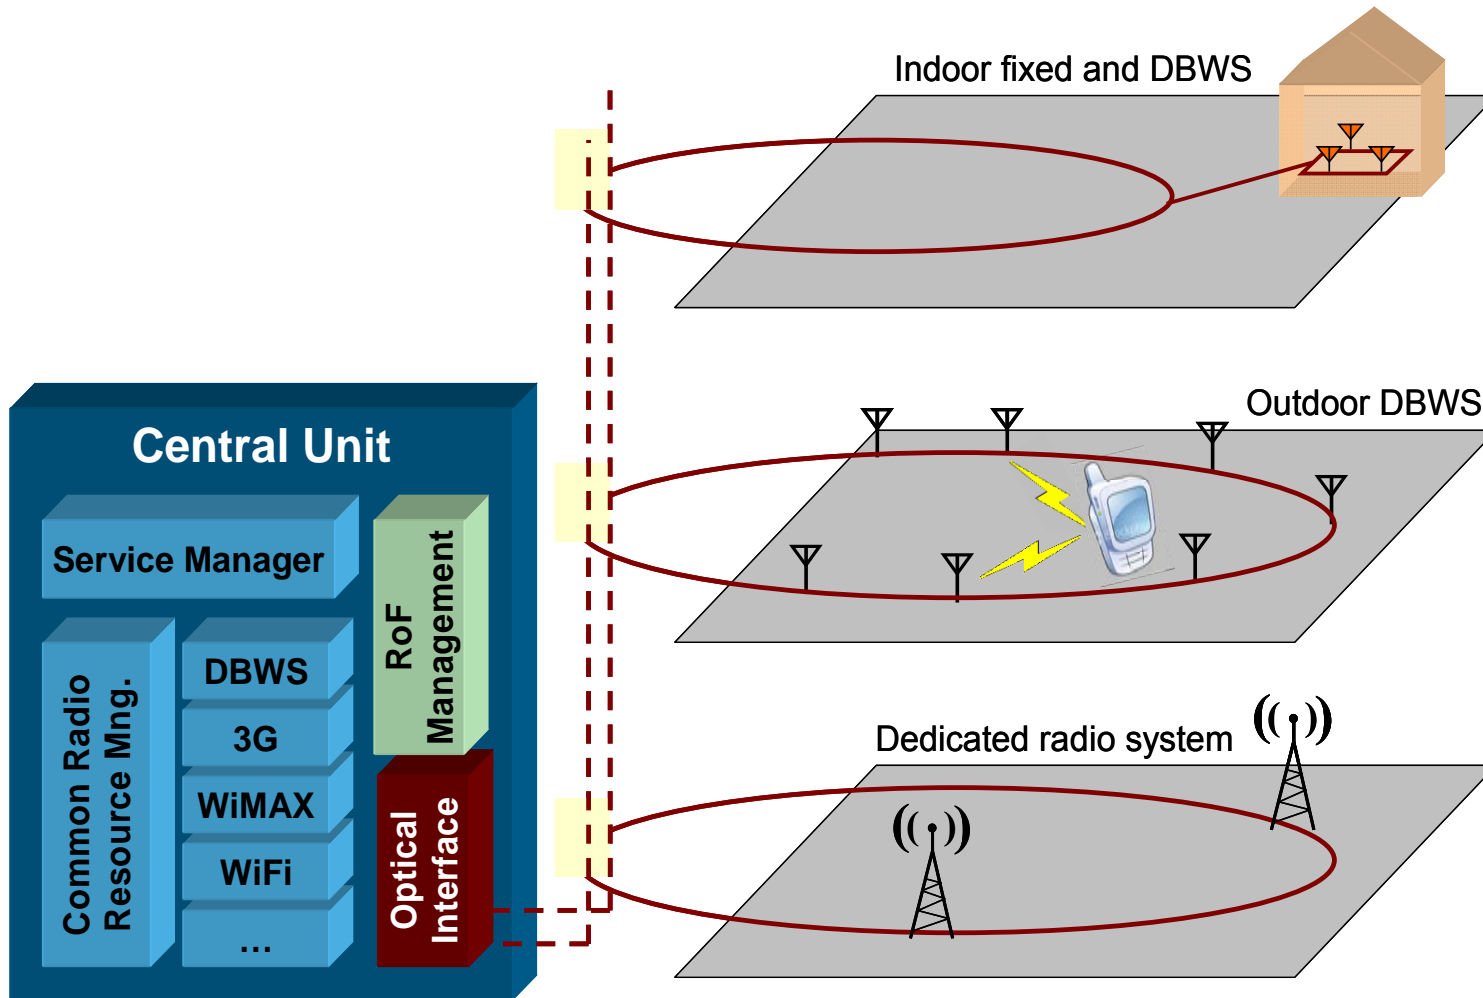 Indoor fixed and DBWS
Outdoor DBWS
Dedicated radio system
Central Unit
Service Manager
RoF
Management
Common Radio
Resource Mng.
DBWS
3G
WiMAX
WiFi
...
Optical
Interface